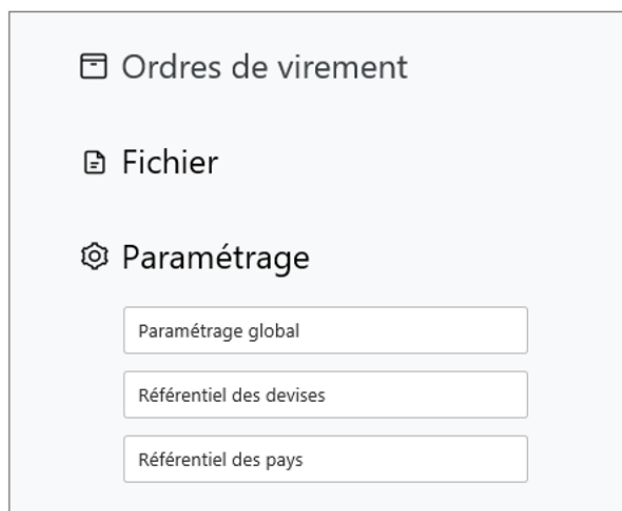 Ordres de virement
Fichier
Paramétrage
Paramétrage global
Référentiel des devises
Référentiel des pays